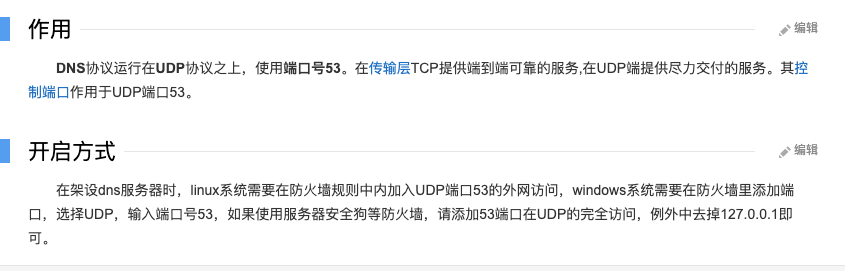 作用
编辑
DNS协议运行在UDP协议之上，使用端口号53。在传输层TCP提供端到端可靠的服务,在UDP端提供尽力交付的服务。其控
制端口作用于UDP端口53。
开启方式
编辑
在架设dns服务器时，linux系统需要在防火墙规则中内加入UDP端口53的外网访问，windows系统需要在防火墙里添加端
口，选择UDP，输入端口号53，如果使用服务器安全狗等防火墙，请添加53端口在UDP的完全访问，例外中去掉127.0.0.1即
可。